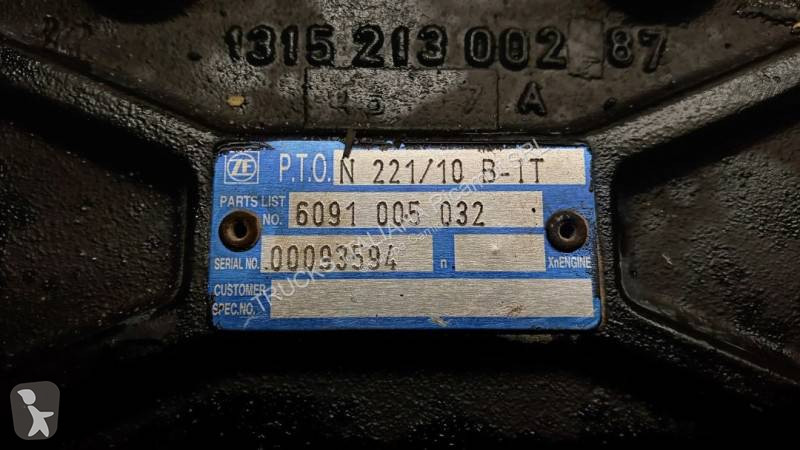 1315 213 002 87
A
ZF P.T.O. N 221/10 B-1T
PARTS LIST NO. 6091 005 032
SERIAL NO. 00093594 n XnENGINE
CUSTOMER SPEC.NO.